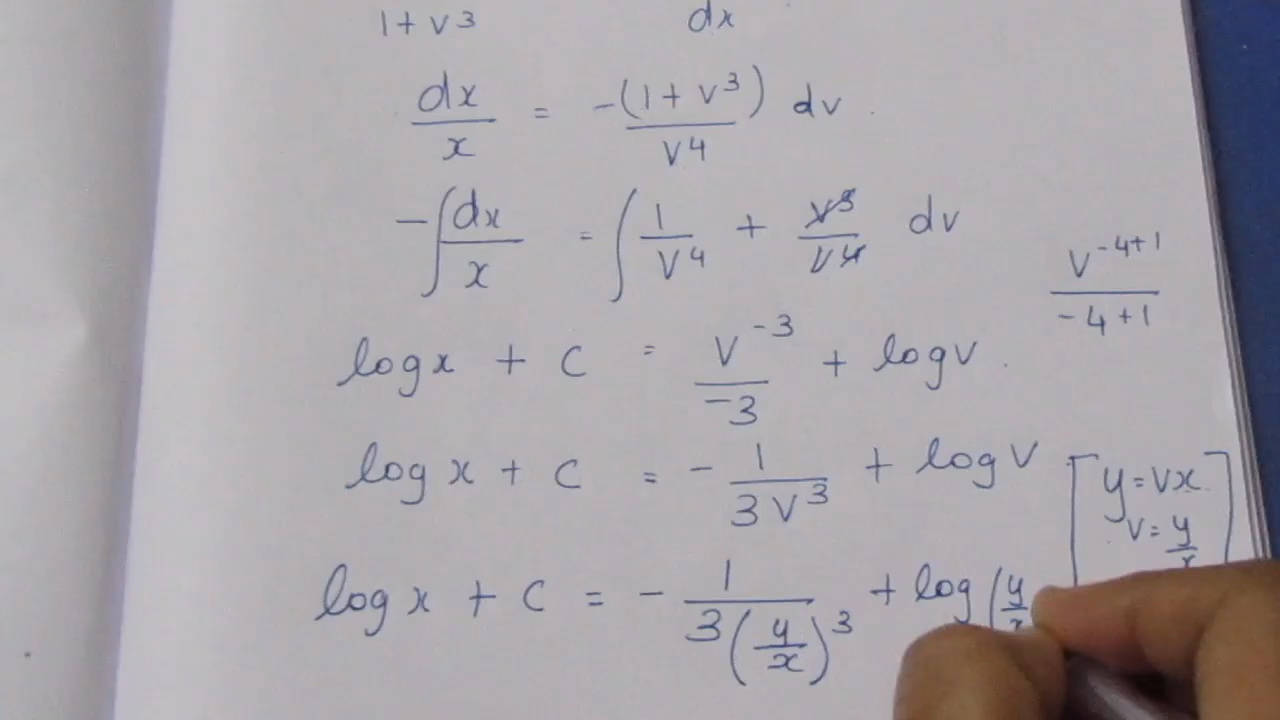 1+v3 dx
dx/x = -(1+v³)/v⁴ dv.
-∫dx/x = ∫1/v⁴ + v³/v⁴ dv
v⁻⁴⁺¹/-4+1
log x + C = v⁻³/-3 + log v.
log x + C = - 1/3v³ + log v [y=vx.
v = y/x]
log x + C = - 1/3(y/x)³ + log(y/x